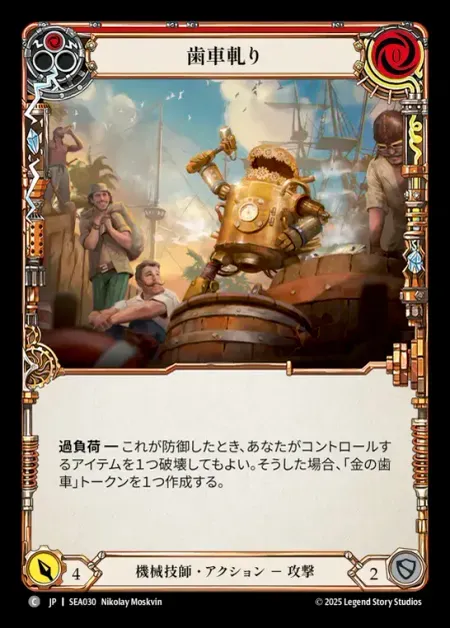 歯車軋り
0
過負荷 ー これが防御したとき、あなたがコントロールす
るアイテムを1つ破壊してもよい。そうした場合、「金の歯
車」トークンを1つ作成する。
4
機械技師・アクション － 攻撃
2
C JP | SEA030 Nikolay Moskvin
© 2025 Legend Story Studios